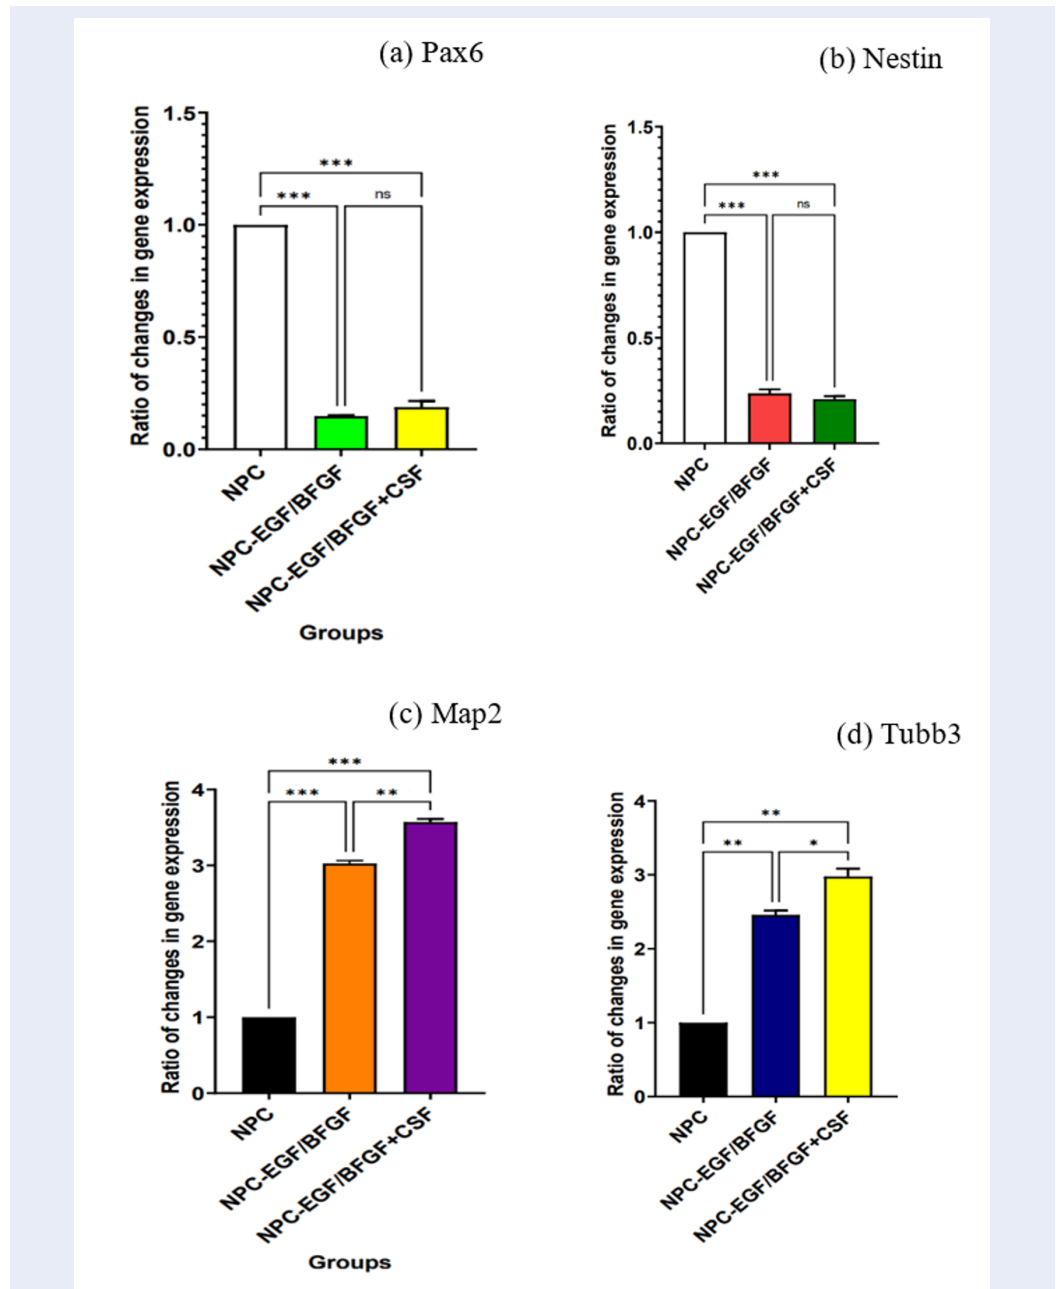 (a) Pax6
Ratio of changes in gene expression
1.5
1.0
0.5
0.0
***
***
ns
NPC
NPC-EGF/BFGF
NPC-EGF/BFGF+CSF
Groups
(b) Nestin
Ratio of changes in gene expression
1.5
1.0
0.5
0.0
***
***
ns
NPC
NPC-EGF/BFGF
NPC-EGF/BFGF+CSF
(c) Map2
Ratio of changes in gene expression
4
3
2
1
0
***
***
**
NPC
NPC-EGF/BFGF
NPC-EGF/BFGF+CSF
Groups
(d) Tubb3
Ratio of changes in gene expression
4
3
2
1
0
**
**
*
NPC
NPC-EGF/BFGF
NPC-EGF/BFGF+CSF